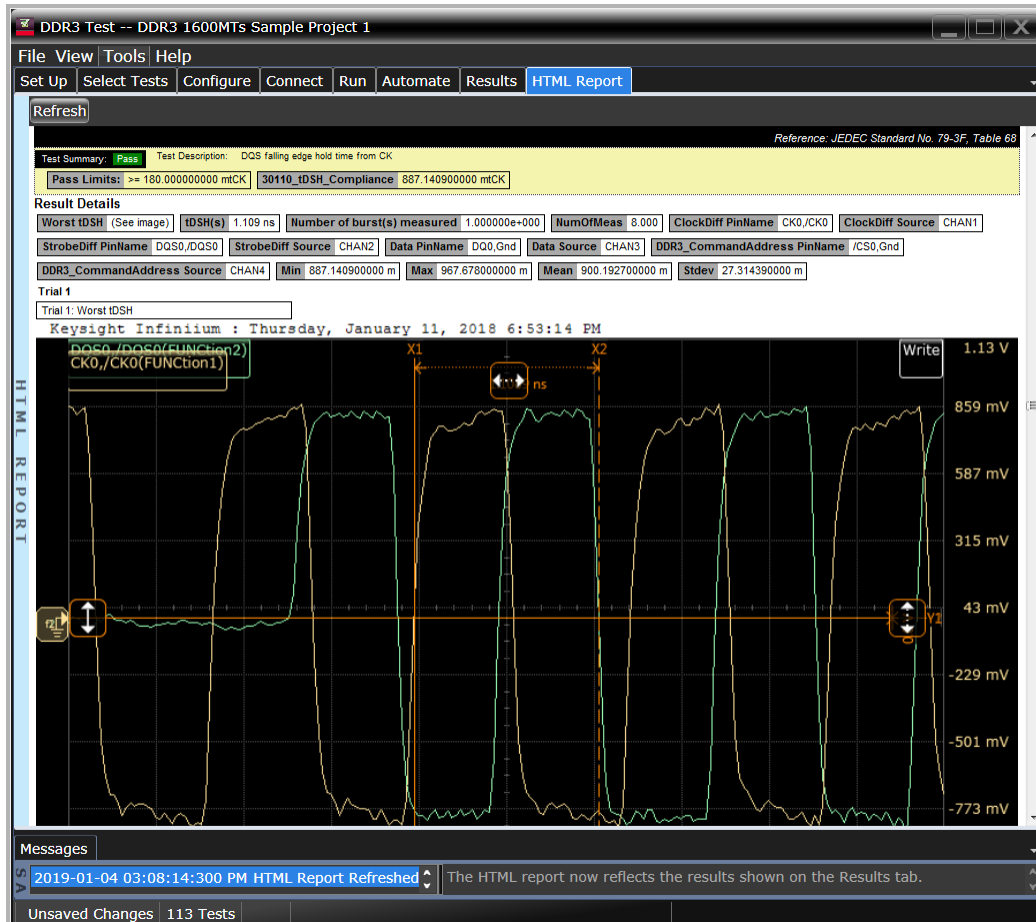 DDR3 Test -- DDR3 1600MTs Sample Project 1
File View Tools Help
Set Up Select Tests Configure Connect Run Automate Results HTML Report
Refresh
Reference: JEDEC Standard No. 79-3F, Table 68
Test Summary: Pass Test Description: DQS falling edge hold time from CK
Pass Limits: >= 180.000000000 mtCK 30110_tDSH_Compliance 887.140900000 mtCK
Result Details
Worst tDSH (See image) tDSH(s) 1.109 ns Number of burst(s) measured 1.000000e+000 NumOfMeas 8.000 ClockDiff PinName CK0,/CK0 ClockDiff Source CHAN1
StrobeDiff PinName DQS0,/DQS0 StrobeDiff Source CHAN2 Data PinName DQ0,Gnd Data Source CHAN3 DDR3_CommandAddress PinName /CS0,Gnd
DDR3_CommandAddress Source CHAN4 Min 887.140900000 m Max 967.678000000 m Mean 900.192700000 m Stdev 27.314390000 m
Trial 1
Trial 1: Worst tDSH
Keysight Infiniium : Thursday, January 11, 2018 6:53:14 PM
DQS0,/DQS0(FUNCtion2)
CK0,/CK0(FUNCtion1)
X1
X2
Write
1.13 V
ns
859 mV
587 mV
315 mV
43 mV
Y1
f2
-229 mV
-501 mV
-773 mV
HTML REPORT
Messages
2019-01-04 03:08:14:300 PM HTML Report Refreshed
The HTML report now reflects the results shown on the Results tab.
SA
Unsaved Changes 113 Tests